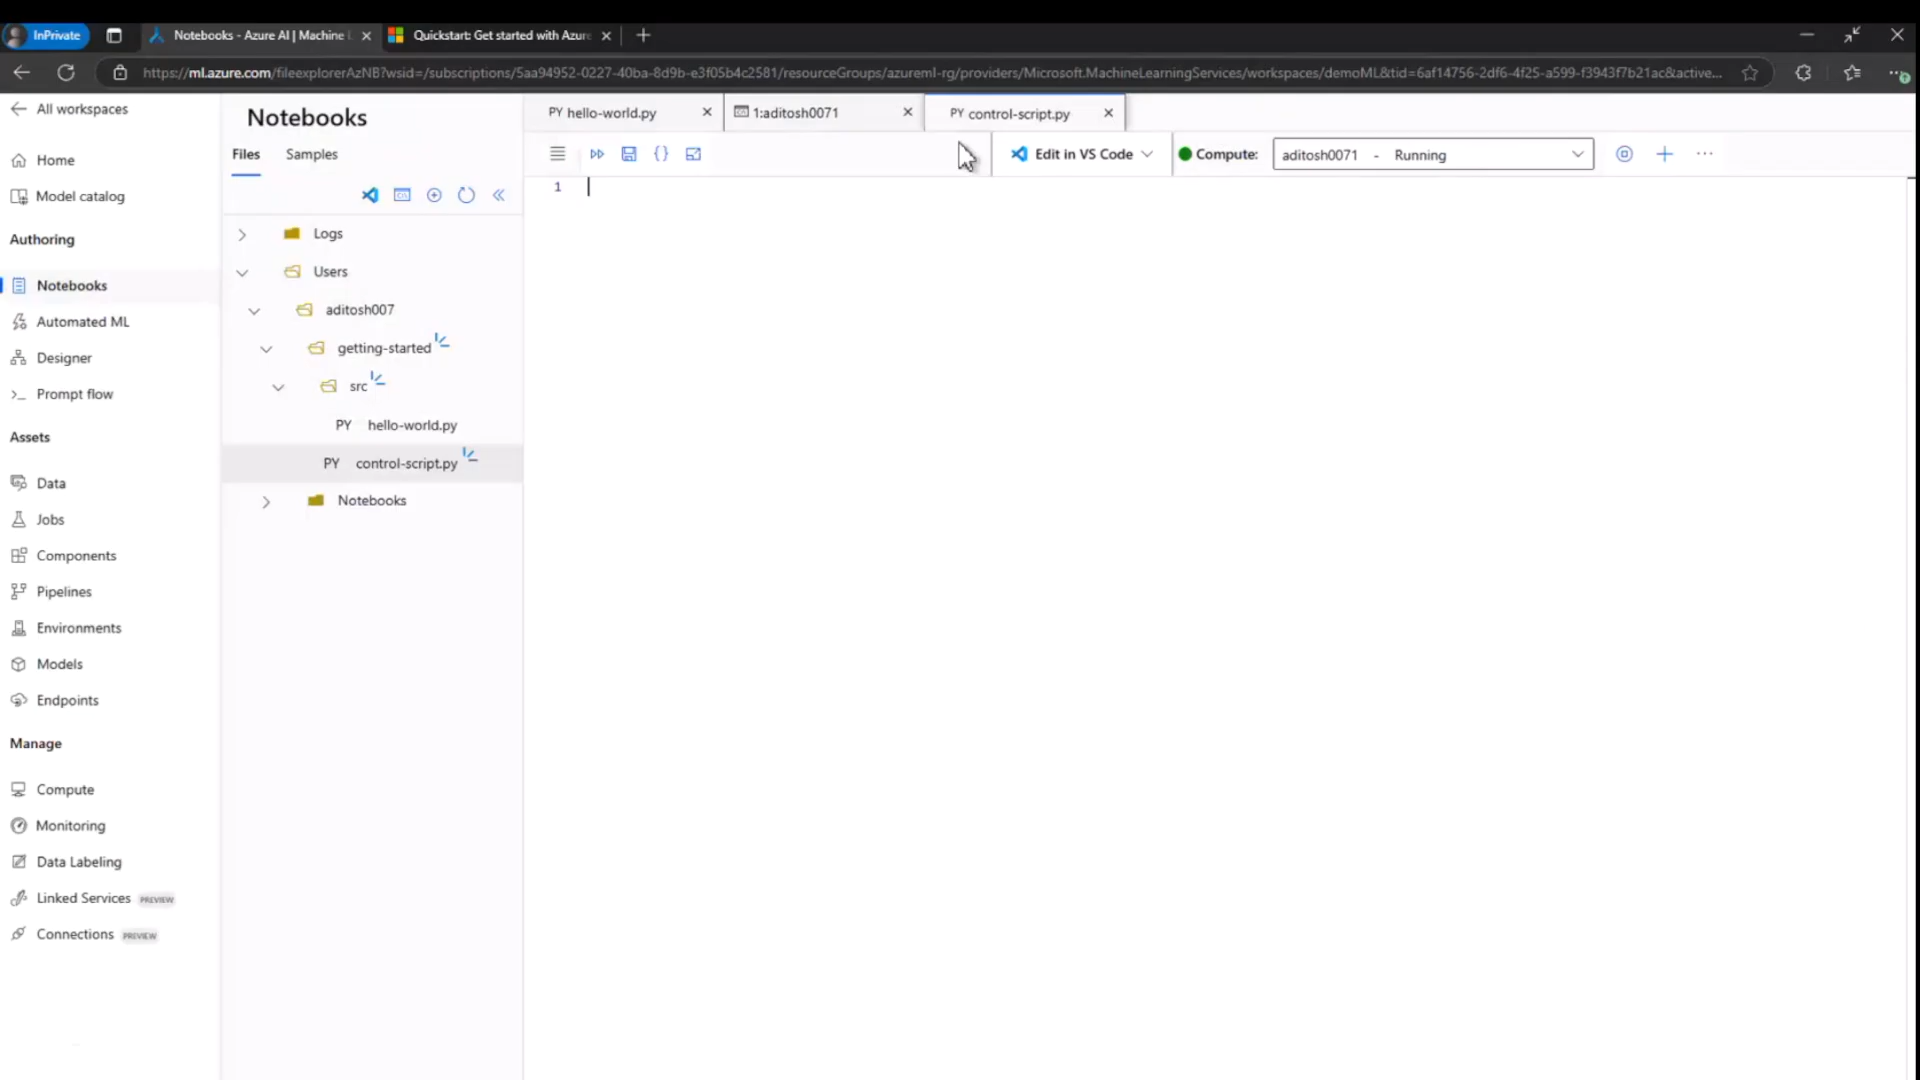 InPrivate
Notebooks - Azure AI | Machine L
Quickstart: Get started with Azure
https://ml.azure.com/fileexplorerAzNB?wsid=/subscriptions/5aa94952-0227-40ba-8d9b-e3f05b4c2581/resourceGroups/azureml-rg/providers/Microsoft.MachineLearningServices/workspaces/demoML&tid=6af14756-2df6-4f25-a599-f3943f7b21ac&active...
All workspaces
Home
Model catalog
Authoring
Notebooks
Automated ML
Designer
Prompt flow
Assets
Data
Jobs
Components
Pipelines
Environments
Models
Endpoints
Manage
Compute
Monitoring
Data Labeling
Linked Services PREVIEW
Connections PREVIEW
Notebooks
Files Samples
Logs
Users
aditosh007
getting-started
src
PY hello-world.py
PY control-script.py
Notebooks
PY hello-world.py
1:aditosh0071
PY control-script.py
Edit in VS Code
Compute:
aditosh0071 - Running
1